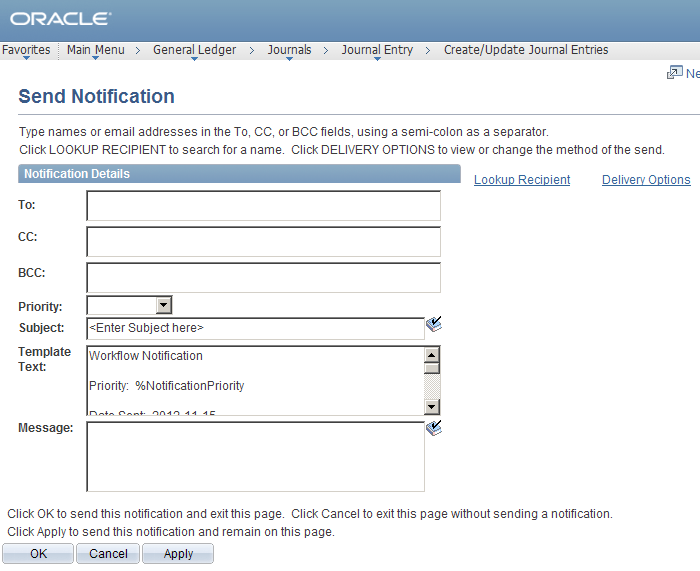 ORACLE®
Favorites Main Menu > General Ledger > Journals > Journal Entry > Create/Update Journal Entries
Send Notification
Type names or email addresses in the To, CC, or BCC fields, using a semi-colon as a separator.
Click LOOKUP RECIPIENT to search for a name. Click DELIVERY OPTIONS to view or change the method of the send.
Notification Details
Lookup Recipient Delivery Options
To:
CC:
BCC:
Priority:
Subject: <Enter Subject here>
Template Text: Workflow Notification
Priority: %NotificationPriority
Date Sent: 2012-11-15
Message:
Click OK to send this notification and exit this page. Click Cancel to exit this page without sending a notification.
Click Apply to send this notification and remain on this page.
OK Cancel Apply